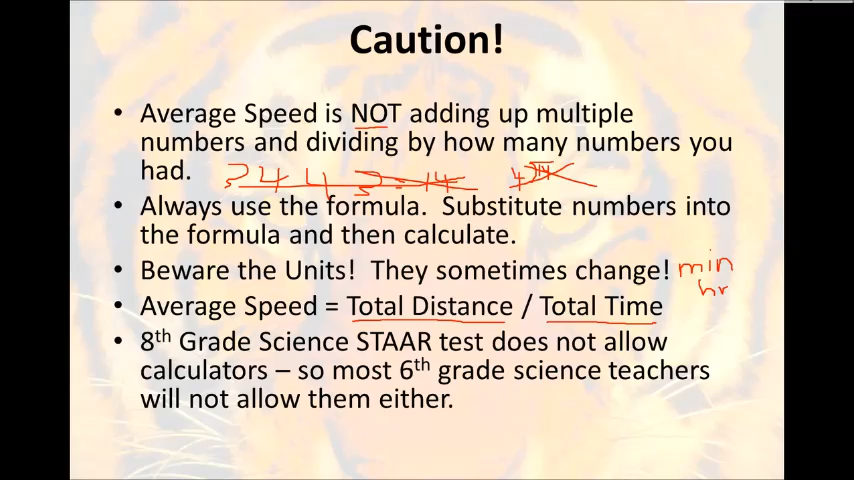 Caution!
• Average Speed is NOT adding up multiple
numbers and dividing by how many numbers you
had.
• Always use the formula. Substitute numbers into
the formula and then calculate.
• Beware the Units! They sometimes change! min
hr
• Average Speed = Total Distance / Total Time
• 8th Grade Science STAAR test does not allow
calculators – so most 6th grade science teachers
will not allow them either.